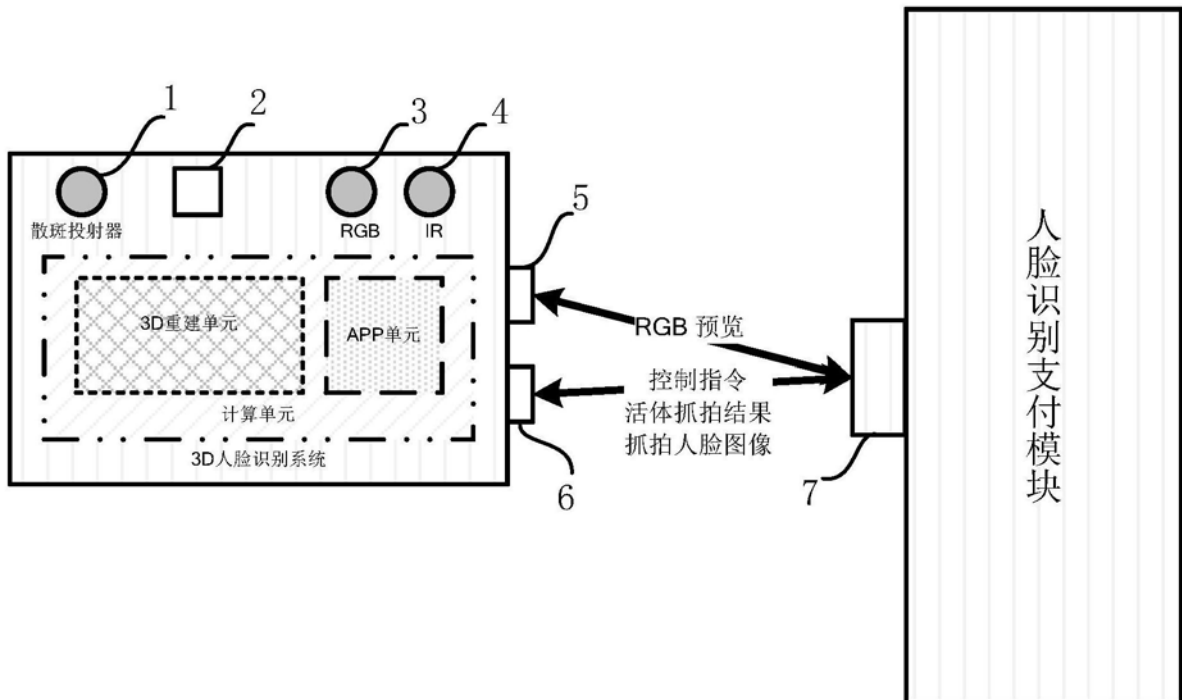 1
2
3
4
散斑投射器
RGB
IR
5
3D重建单元
APP单元
计算单元
3D人脸识别系统
6
RGB 预览
控制指令
活体抓拍结果
抓拍人脸图像
7
人脸识别支付模块